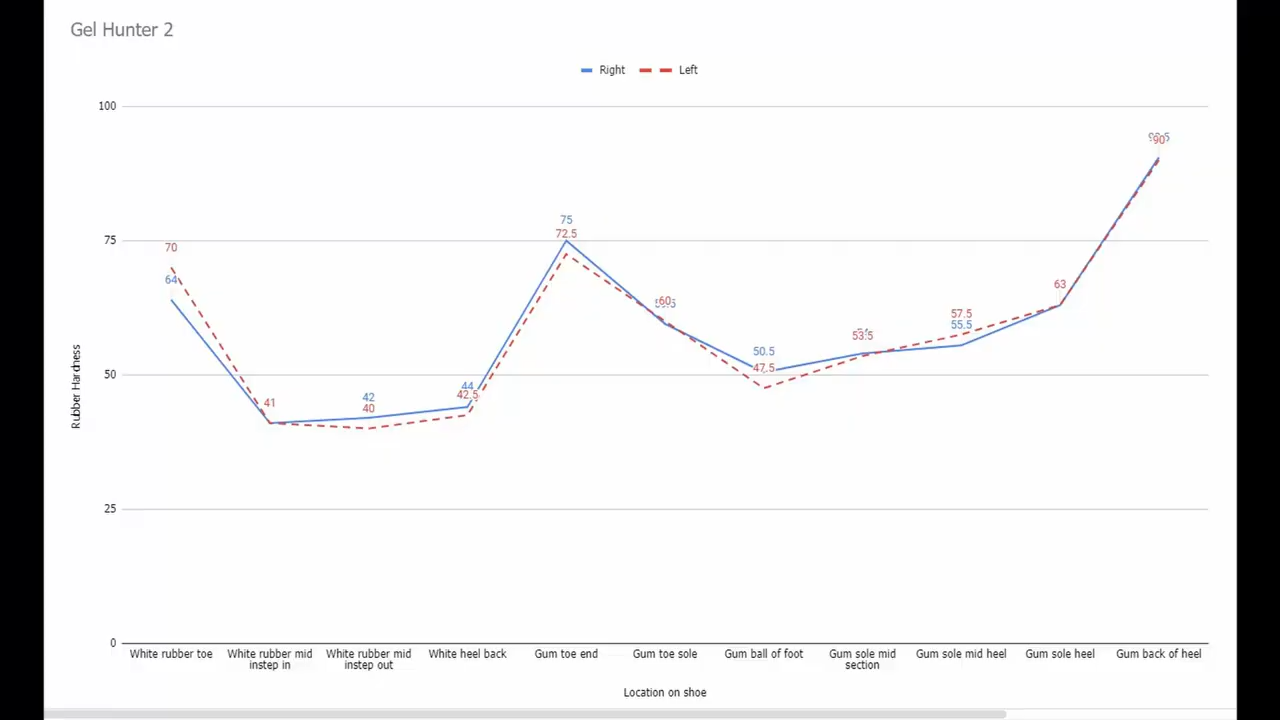 Gel Hunter 2
Right Left
100
75
50
25
0
Rubber Hardness
70
64
41
42
40
44
42.5
75
72.5
60
50.5
47.5
53.5
57.5
55.5
63
90
White rubber toe
White rubber mid
instep in
White rubber mid
instep out
White heel back
Gum toe end
Gum toe sole
Gum ball of foot
Gum sole mid
section
Gum sole mid heel
Gum sole heel
Gum back of heel
Location on shoe